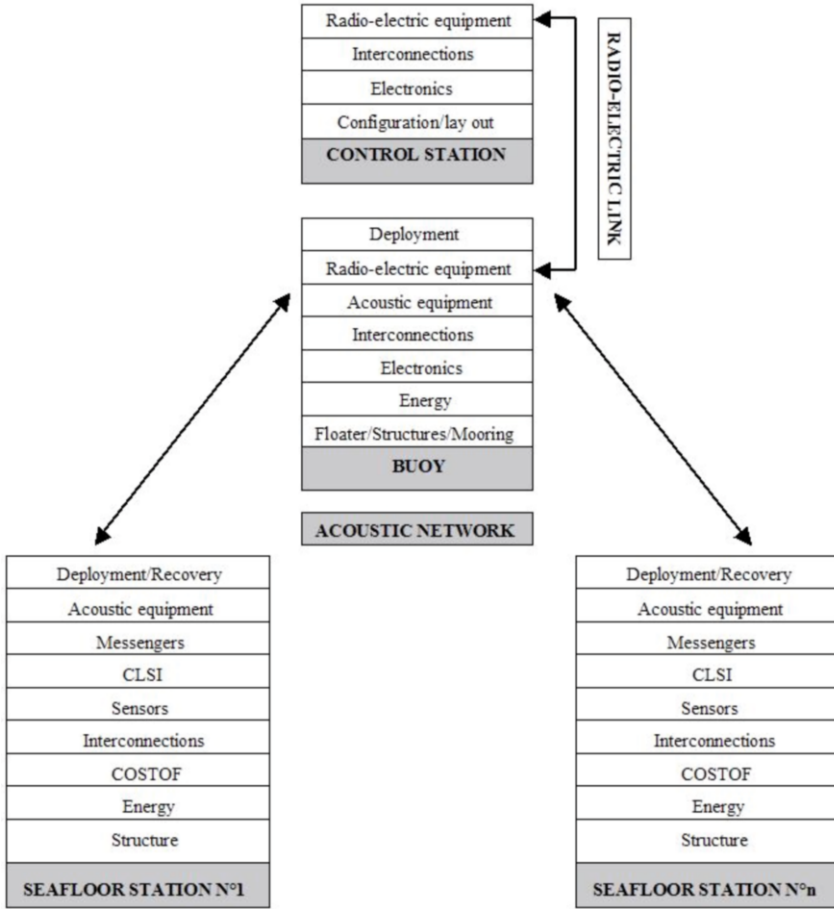 Radio-electric equipment
Interconnections
Electronics
Configuration/lay out
CONTROL STATION
RADIO-ELECTRIC LINK
Deployment
Radio-electric equipment
Acoustic equipment
Interconnections
Electronics
Energy
Floater/Structures/Mooring
BUOY
ACOUSTIC NETWORK
Deployment/Recovery
Acoustic equipment
Messengers
CLSI
Sensors
Interconnections
COSTOF
Energy
Structure
SEAFLOOR STATION N°1
Deployment/Recovery
Acoustic equipment
Messengers
CLSI
Sensors
Interconnections
COSTOF
Energy
Structure
SEAFLOOR STATION N°n